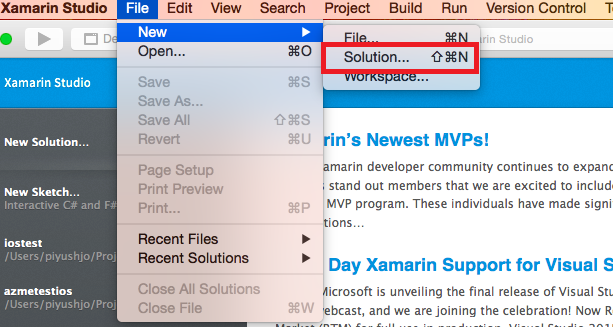 Xamarin Studio File Edit View Search Project Build Run Version Control
New
Open... ⌘O
Save ⌘S
Save As...
Save All ⇧⌘S
Revert ⌘U
Page Setup
Print Preview
Print... ⌘P
Recent Files
Recent Solutions
Close All Solutions
Close File ⌘W
File... ⌘N
Solution... ⇧⌘N
Workspace...
De
Studio
Xamarin Studio
New Solution...
New Sketch...
Interactive C# and F#
iostest
/Users/piyushjo/Proj
azmetestios
/Users/piyushjo/Proj
rin's Newest MVPs!
amarin developer community continues to expand
s stand out members that we are excited to include
MVP program. These individuals have made signi
tions...
Day Xamarin Support for Visual S
Microsoft is unveiling the final release of Visual Stu
ebcast, and we are joining the celebration! Now R